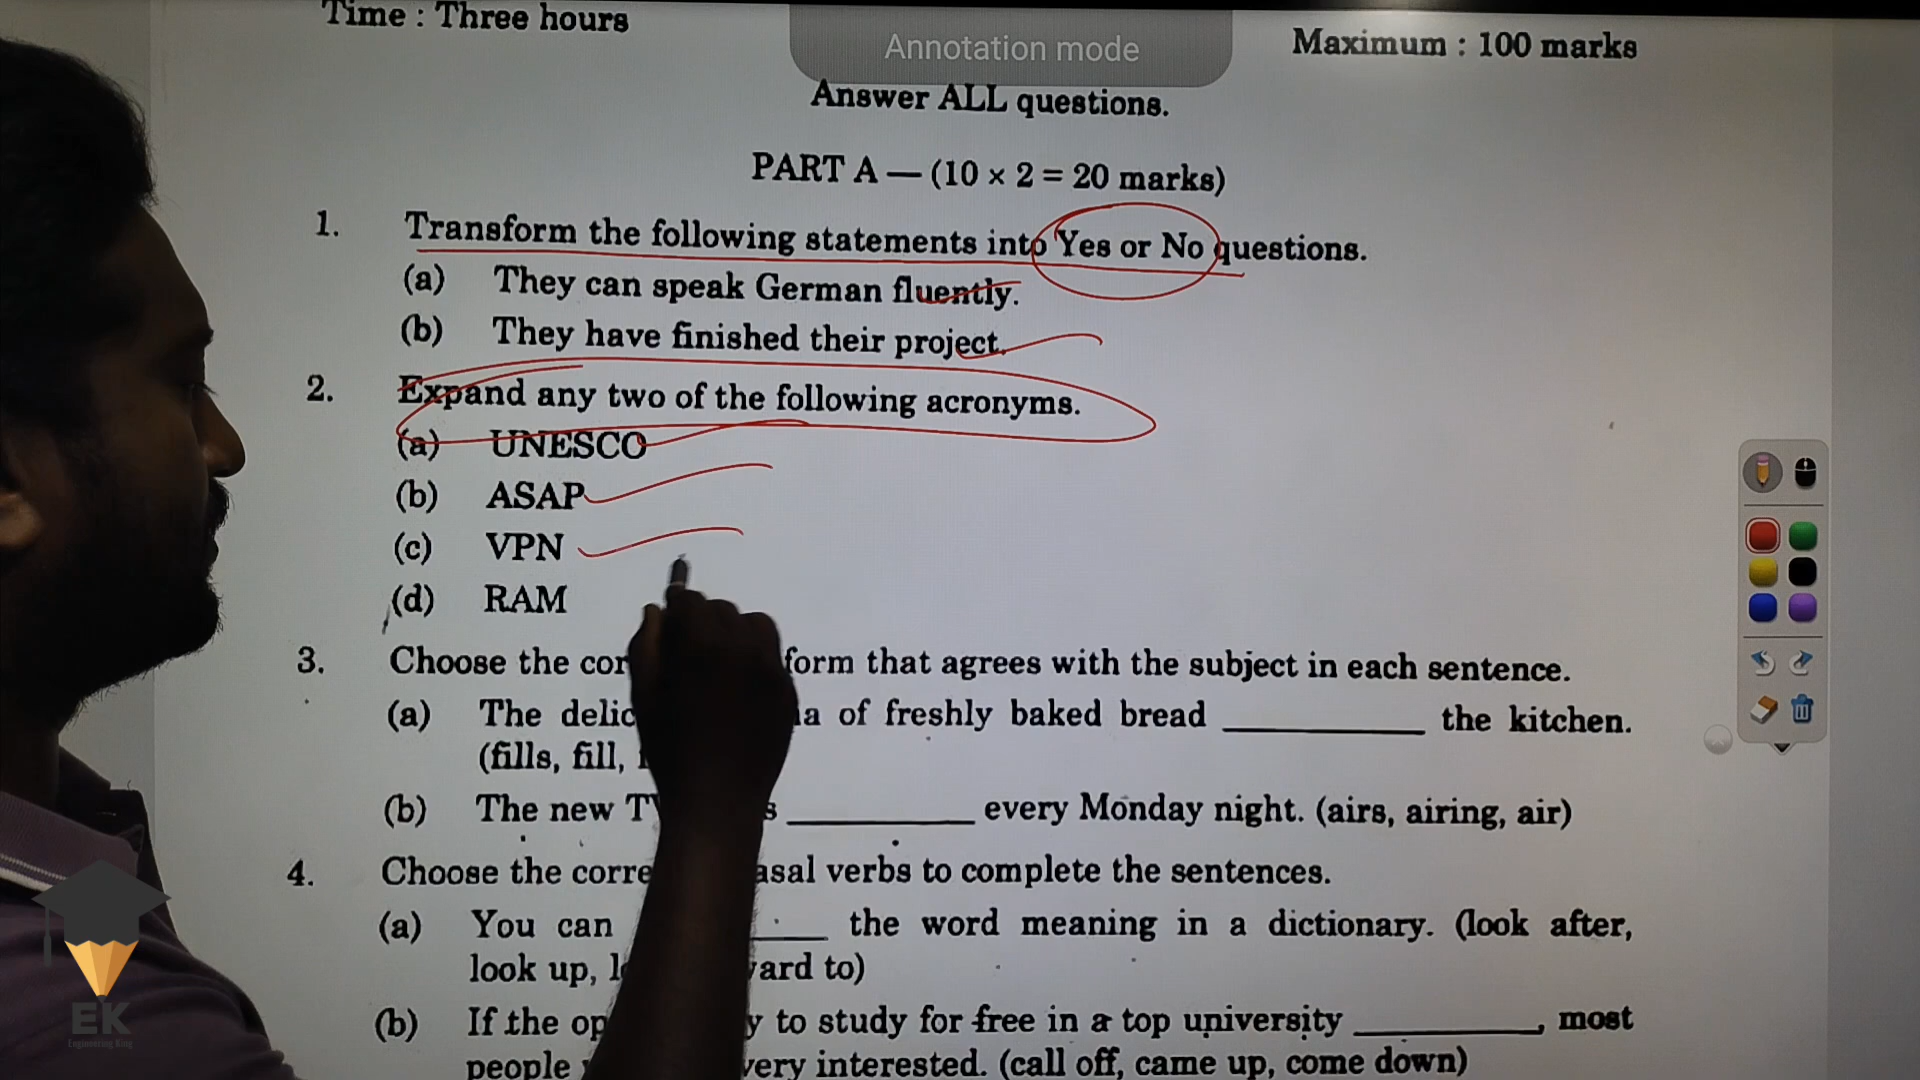 Time : Three hours
Annotation mode
Maximum : 100 marks
Answer ALL questions.
PART A — (10 × 2 = 20 marks)
1. Transform the following statements into Yes or No questions.
(a) They can speak German fluently.
(b) They have finished their project.
2. Expand any two of the following acronyms.
(a) UNESCO
(b) ASAP
(c) VPN
(d) RAM
3. Choose the form that agrees with the subject in each sentence.
(a) The of freshly baked bread __________ the kitchen.
(fills, fill,
(b) The new __________ every Monday night. (airs, airing, air)
4. Choose the verbs to complete the sentences.
(a) You can ____ the word meaning in a dictionary. (look after,
look up, to)
(b) If the to study for free in a top university __________, most
people very interested. (call off, came up, come down)
EK
Engineering King